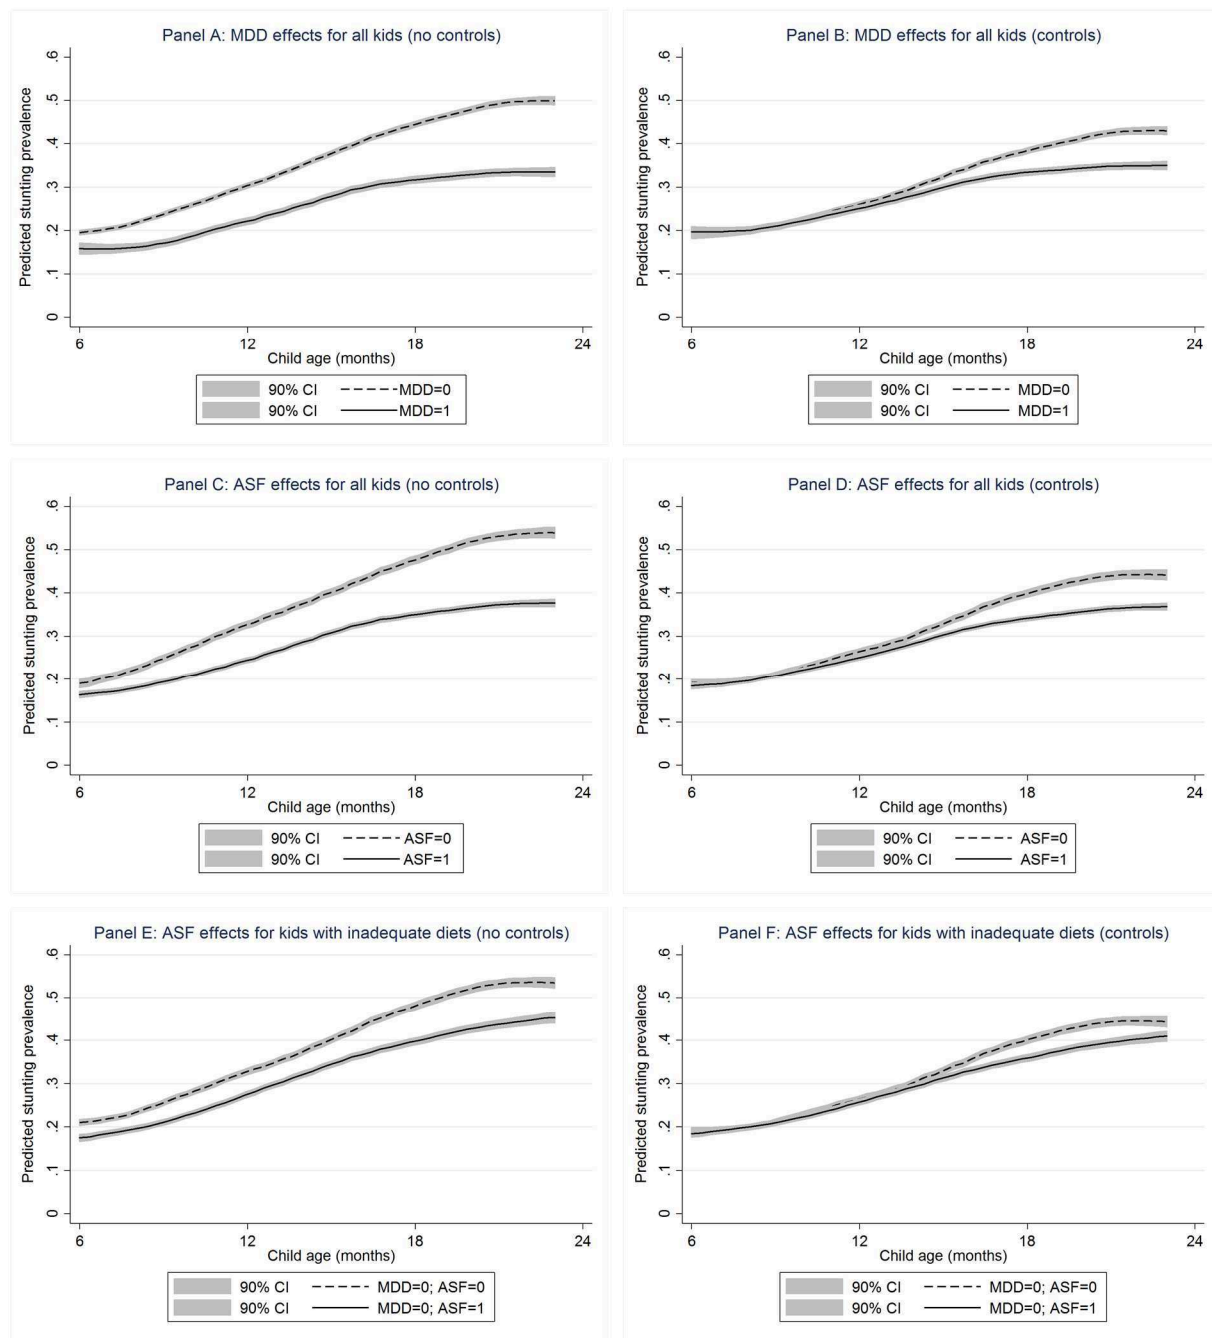 Panel A: MDD effects for all kids (no controls)
Predicted stunting prevalence
.6
.5
.4
.3
.2
.1
0
6 12 18 24
Child age (months)
90% CI MDD=0
90% CI MDD=1
Panel B: MDD effects for all kids (controls)
Predicted stunting prevalence
.6
.5
.4
.3
.2
.1
0
6 12 18 24
Child age (months)
90% CI MDD=0
90% CI MDD=1
Panel C: ASF effects for all kids (no controls)
Predicted stunting prevalence
.6
.5
.4
.3
.2
.1
0
6 12 18 24
Child age (months)
90% CI ASF=0
90% CI ASF=1
Panel D: ASF effects for all kids (controls)
Predicted stunting prevalence
.6
.5
.4
.3
.2
.1
0
6 12 18 24
Child age (months)
90% CI ASF=0
90% CI ASF=1
Panel E: ASF effects for kids with inadequate diets (no controls)
Predicted stunting prevalence
.6
.5
.4
.3
.2
.1
0
6 12 18 24
Child age (months)
90% CI MDD=0; ASF=0
90% CI MDD=0; ASF=1
Panel F: ASF effects for kids with inadequate diets (controls)
Predicted stunting prevalence
.6
.5
.4
.3
.2
.1
0
6 12 18 24
Child age (months)
90% CI MDD=0; ASF=0
90% CI MDD=0; ASF=1